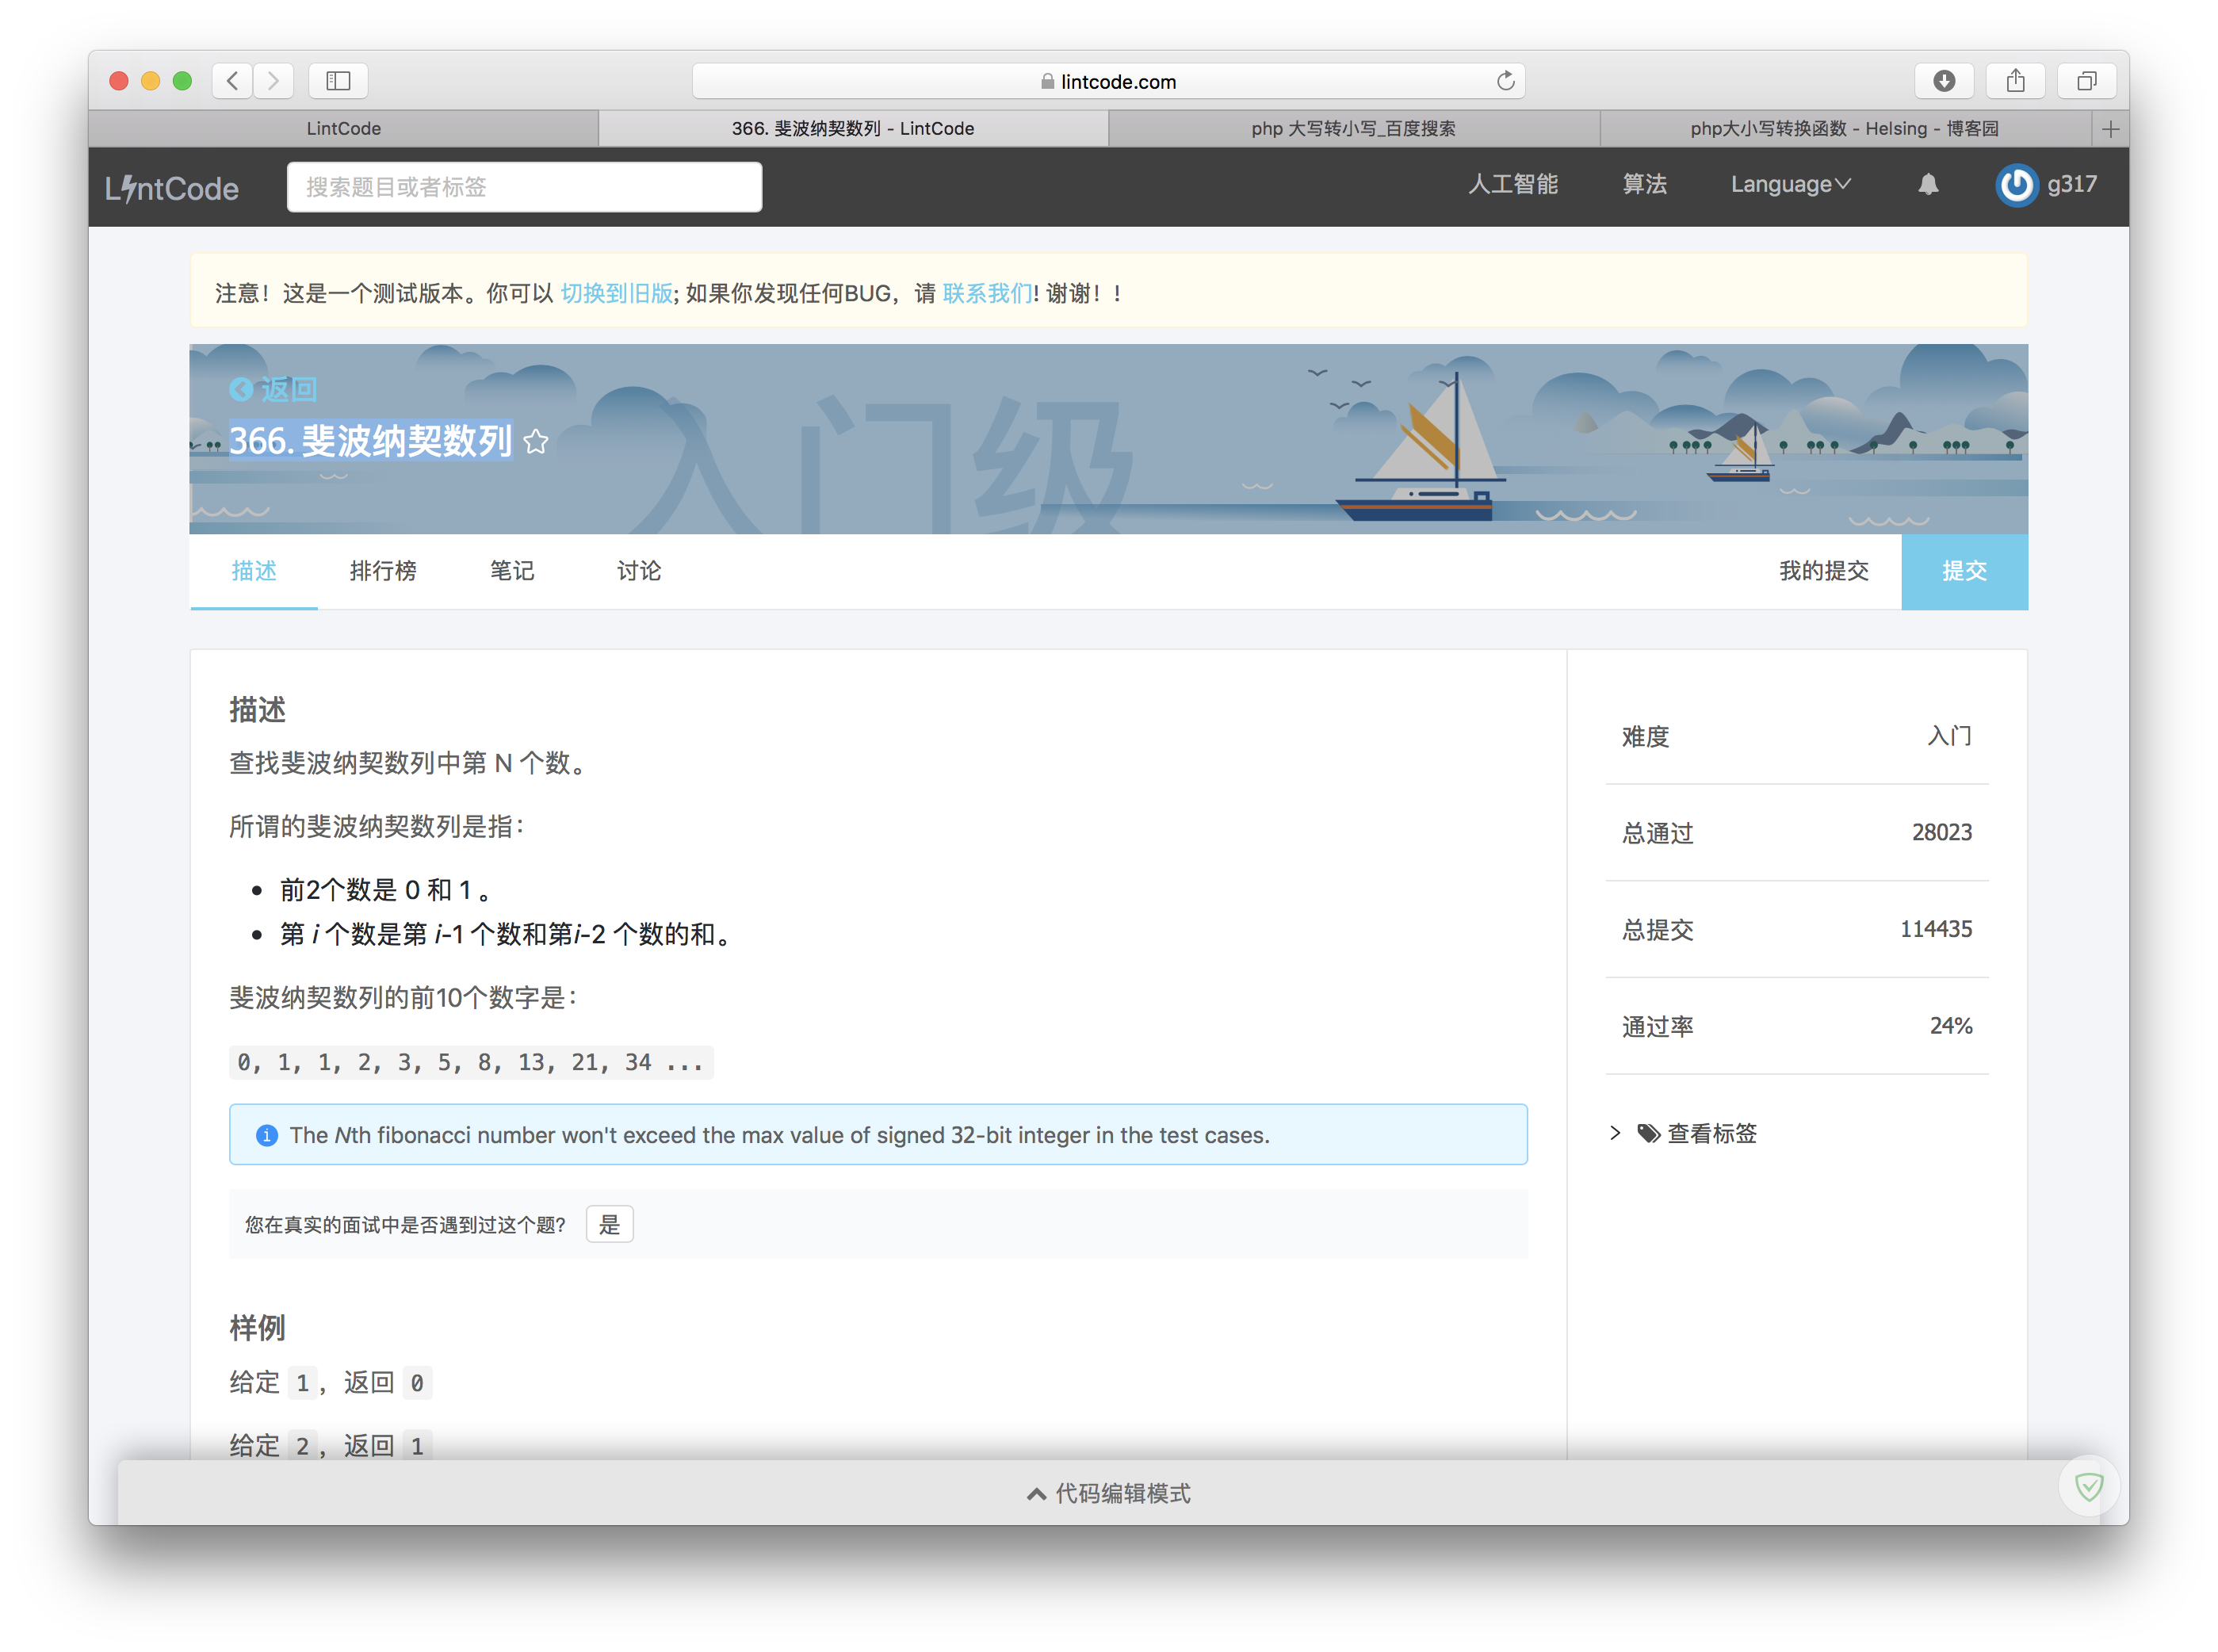 lintcode.com
LintCode
366. 斐波纳契数列 - LintCode
php 大写转小写_百度搜索
php大小写转换函数 - Helsing - 博客园
LintCode
搜索题目或者标签
人工智能
算法
Language
g317
注意！这是一个测试版本。你可以 切换到旧版; 如果你发现任何BUG，请 联系我们! 谢谢！!
返回
366. 斐波纳契数列
入门级
描述
排行榜
笔记
讨论
我的提交
提交
描述
查找斐波纳契数列中第 N 个数。
所谓的斐波纳契数列是指：
前2个数是 0 和 1 。
第 i 个数是第 i-1 个数和第i-2 个数的和。
斐波纳契数列的前10个数字是：
0, 1, 1, 2, 3, 5, 8, 13, 21, 34 ...
The Nth fibonacci number won't exceed the max value of signed 32-bit integer in the test cases.
您在真实的面试中是否遇到过这个题? 是
样例
给定 1，返回 0
给定 2，返回 1
难度 入门
总通过 28023
总提交 114435
通过率 24%
查看标签
代码编辑模式